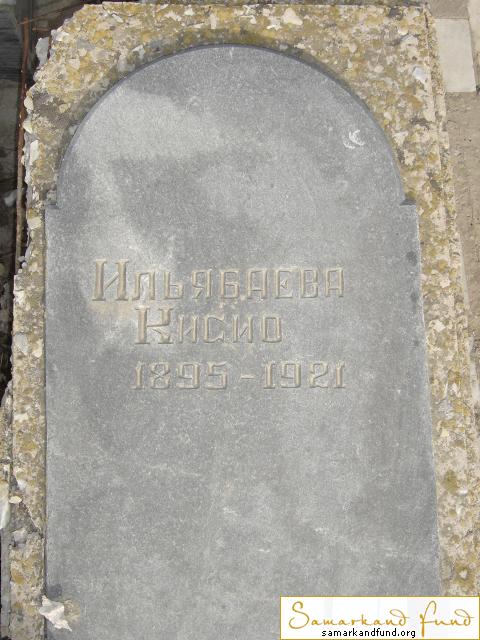 Ильябаева
Кисио
1895-1921
Samarkand Fund
samarkandfund.org